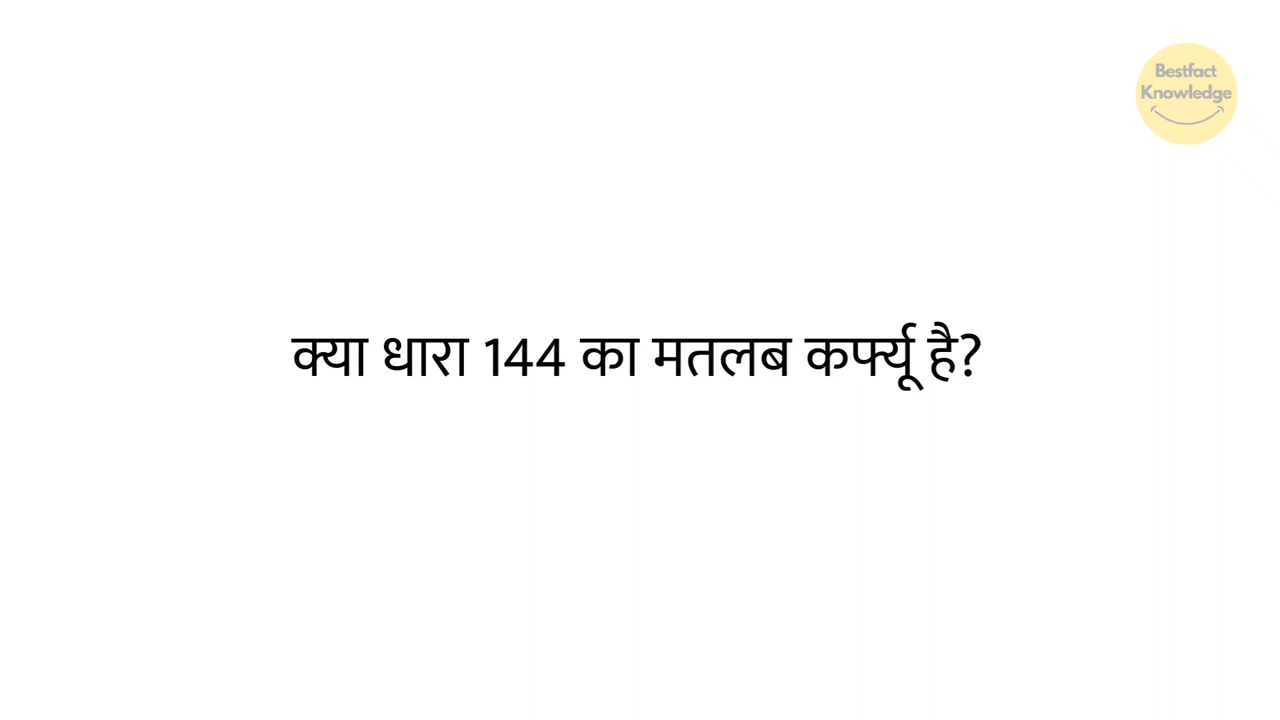 Bestfact
Knowledge
क्या धारा 144 का मतलब कर्फ्यू है?